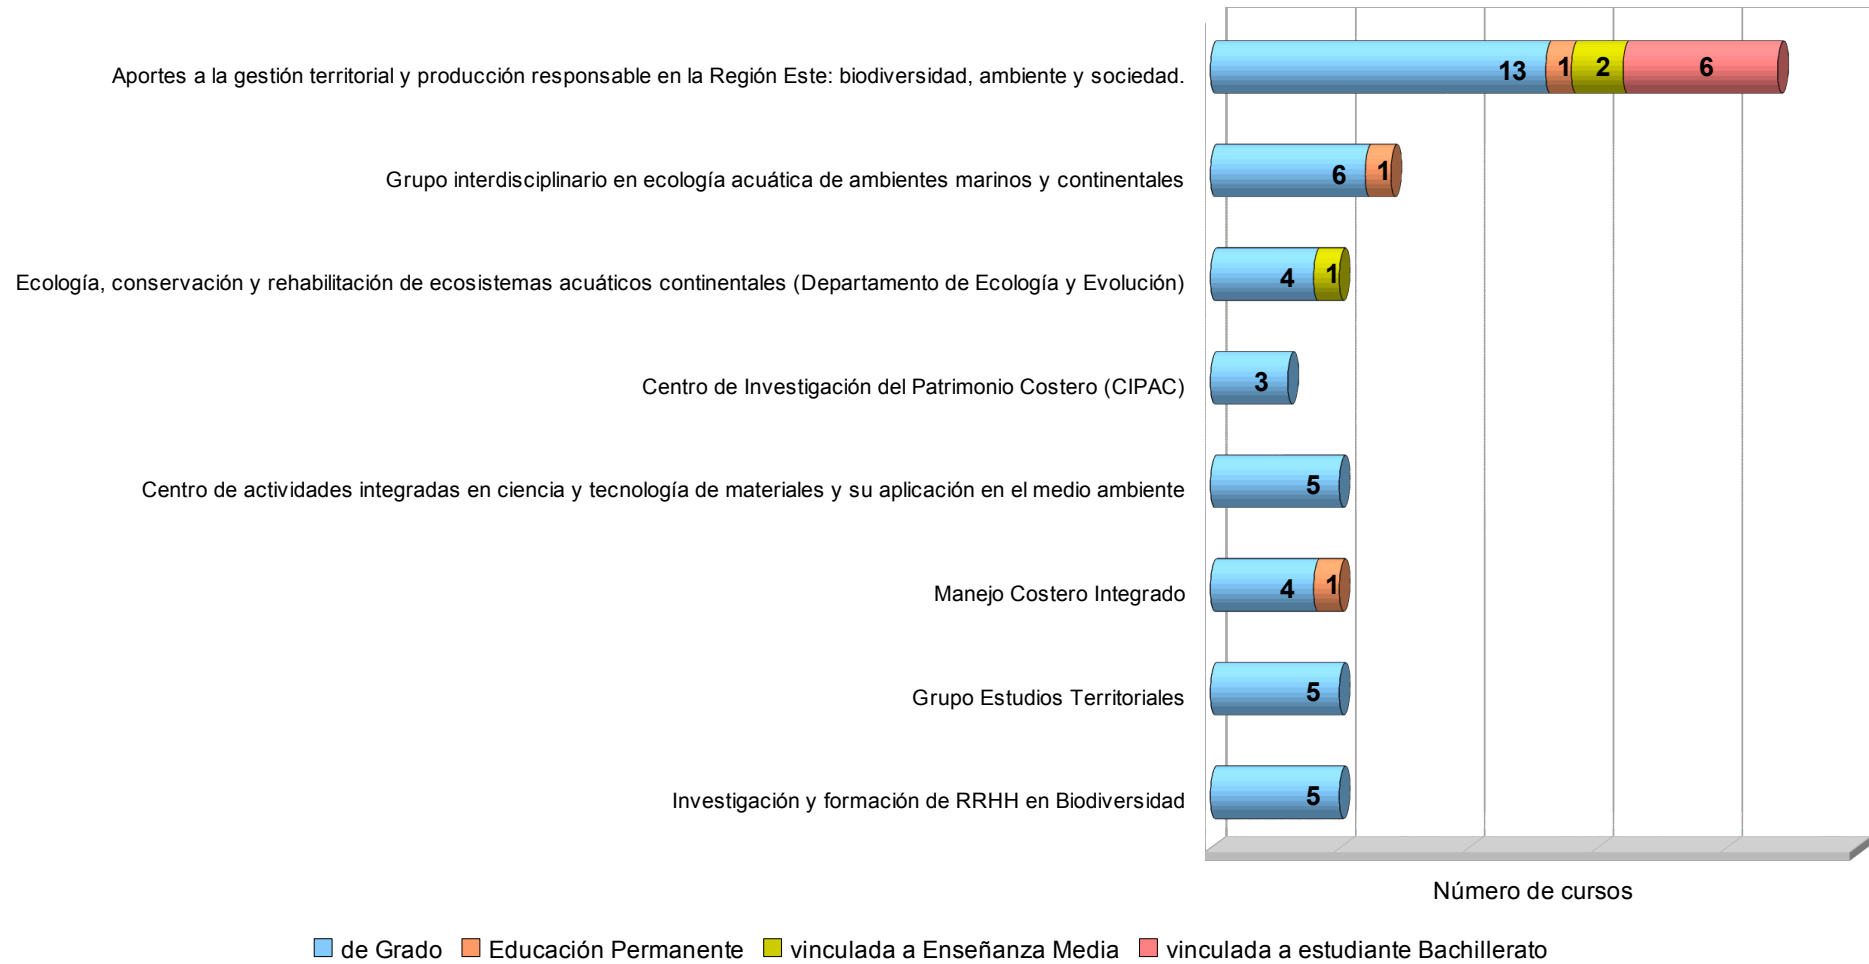 Aportes a la gestión territorial y producción responsable en la Región Este: biodiversidad, ambiente y sociedad.
13 1 2 6
Grupo interdisciplinario en ecología acuática de ambientes marinos y continentales
6 1
Ecología, conservación y rehabilitación de ecosistemas acuáticos continentales (Departamento de Ecología y Evolución)
4 1
Centro de Investigación del Patrimonio Costero (CIPAC)
3
Centro de actividades integradas en ciencia y tecnología de materiales y su aplicación en el medio ambiente
5
Manejo Costero Integrado
4 1
Grupo Estudios Territoriales
5
Investigación y formación de RRHH en Biodiversidad
5
Número de cursos
de Grado Educación Permanente vinculada a Enseñanza Media vinculada a estudiante Bachillerato